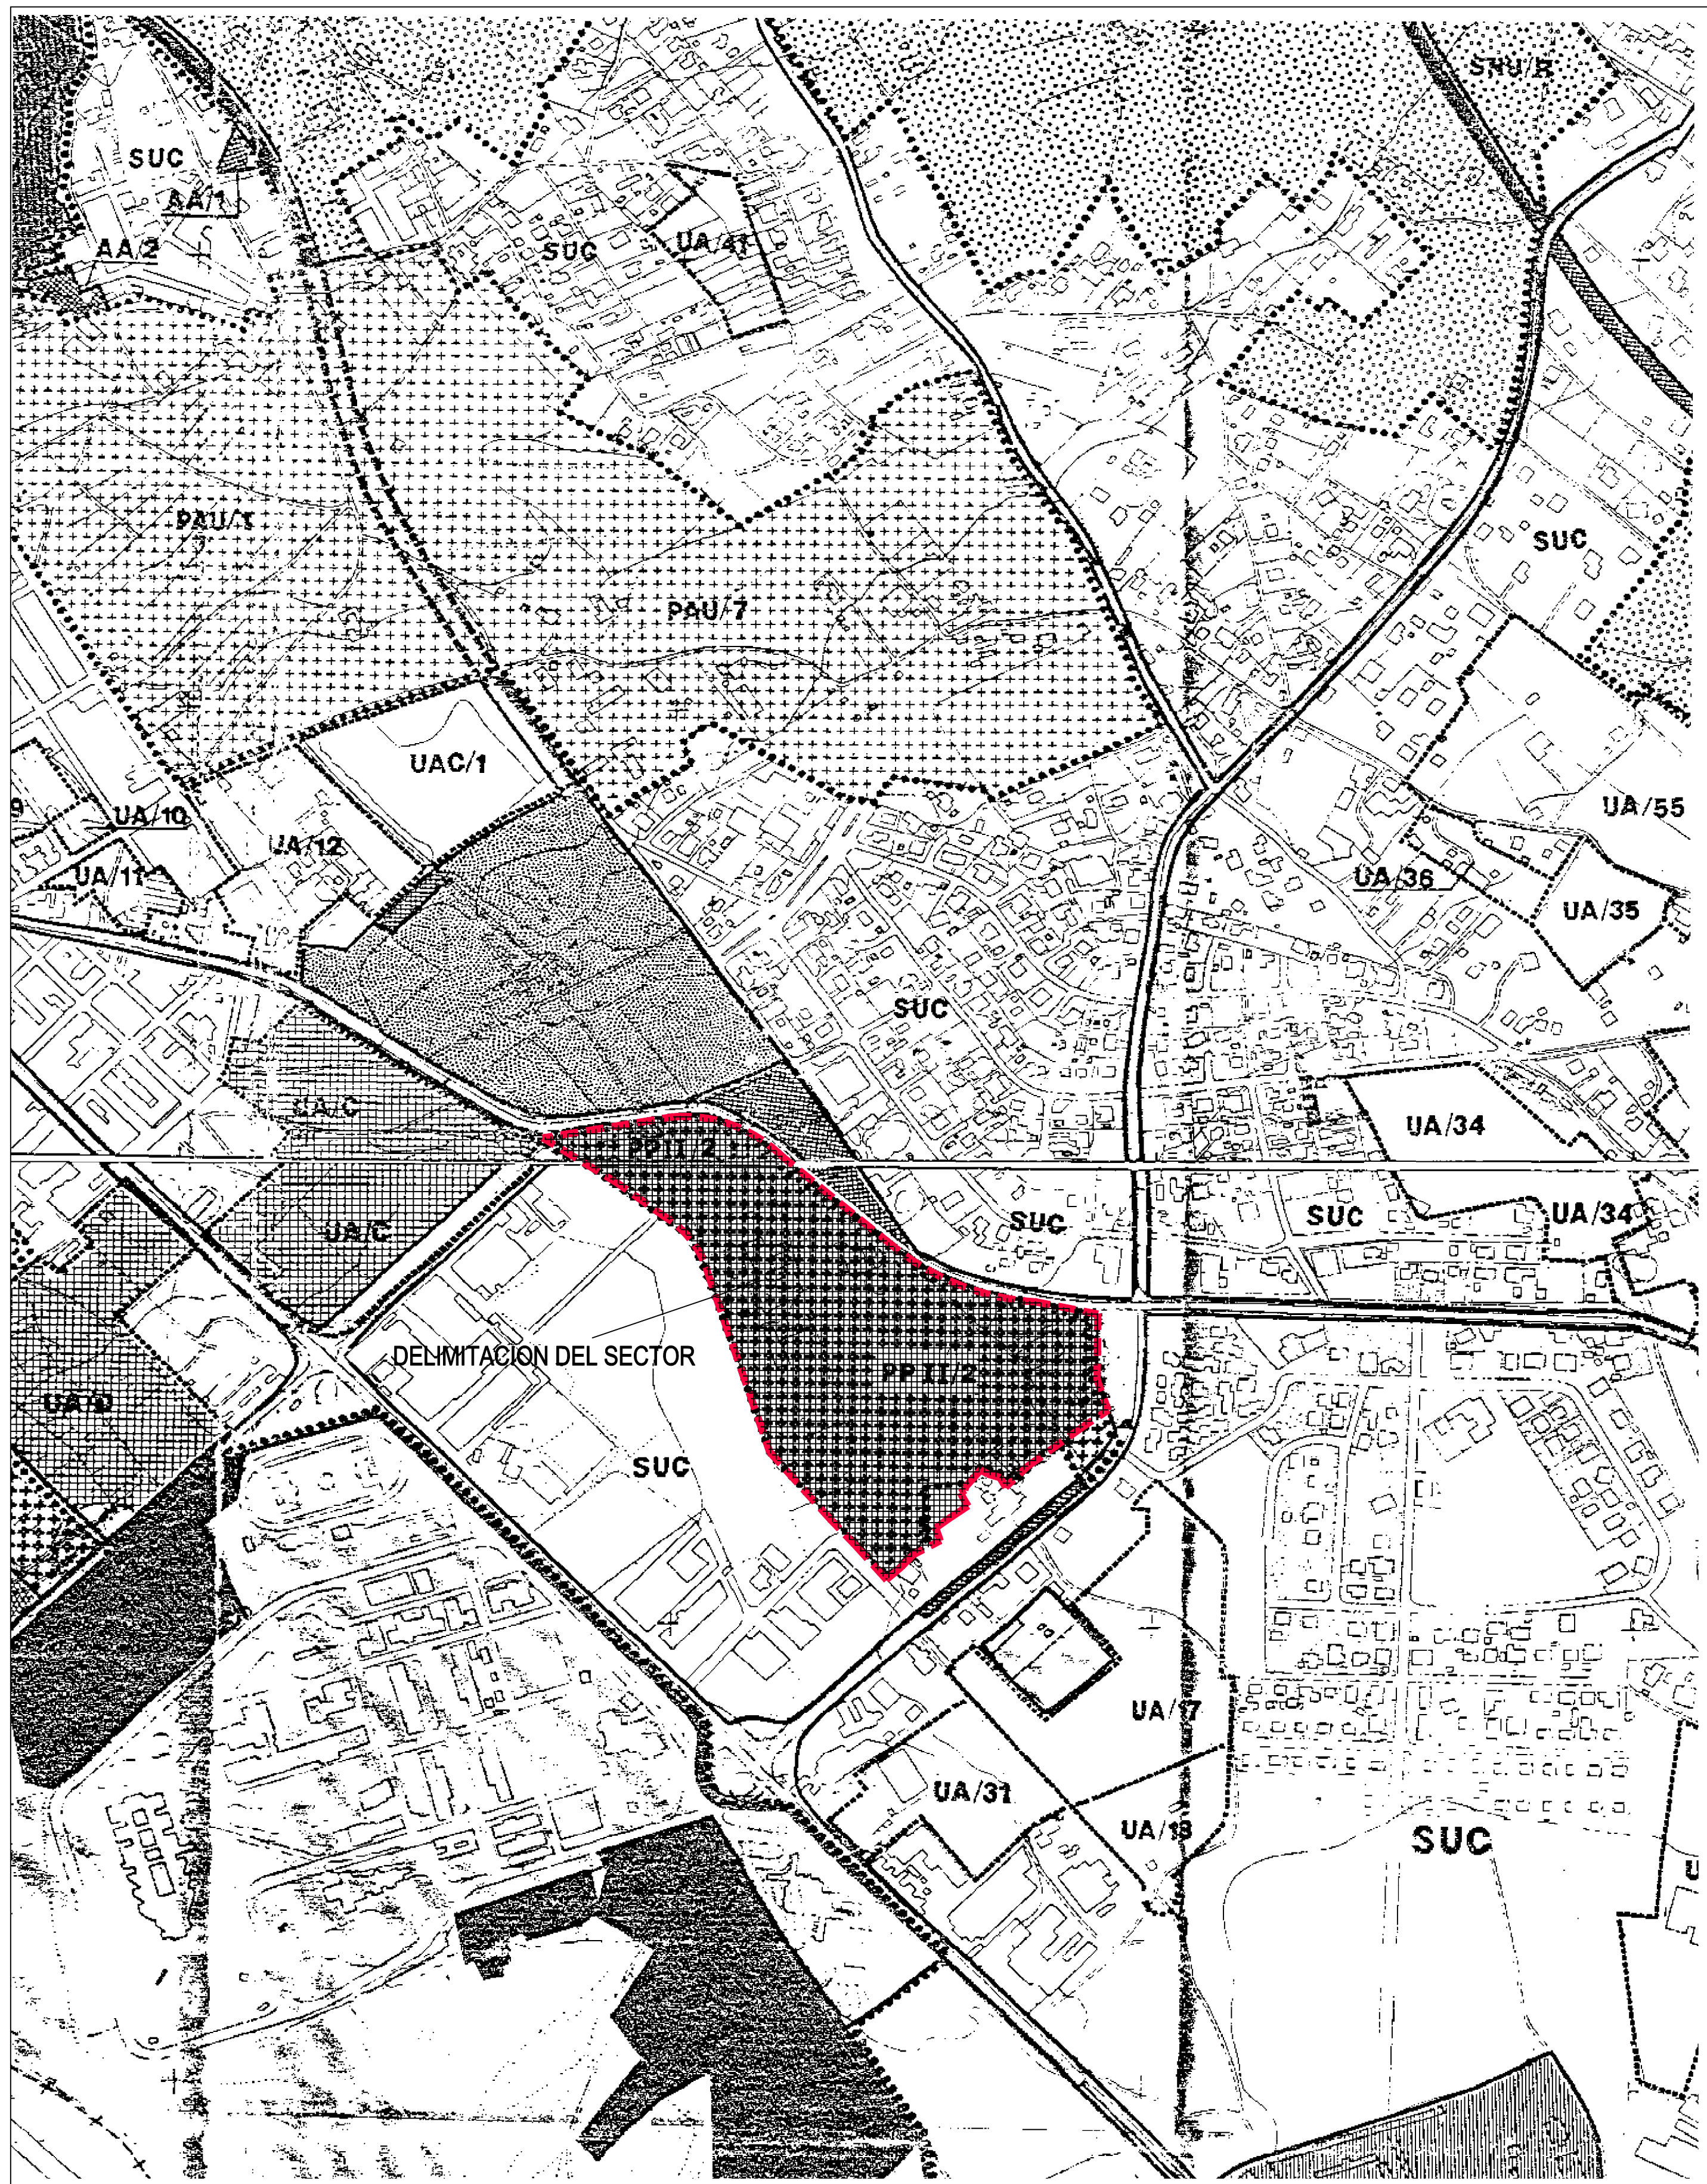 SNU/R
SUC
AA/1
AA/2
SUC
UA/41
PAU/1
SUC
PAU/7
UAC/1
9
UA/10
UA/12
UA/11
UA/55
UA/36
UA/35
SUC
UA/C
UA/34
PP II/2
UA/C
SUC
SUC
UA/34
DELIMITACION DEL SECTOR
PP II/2
UA/D
SUC
UA/17
UA/31
UA/18
SUC
U